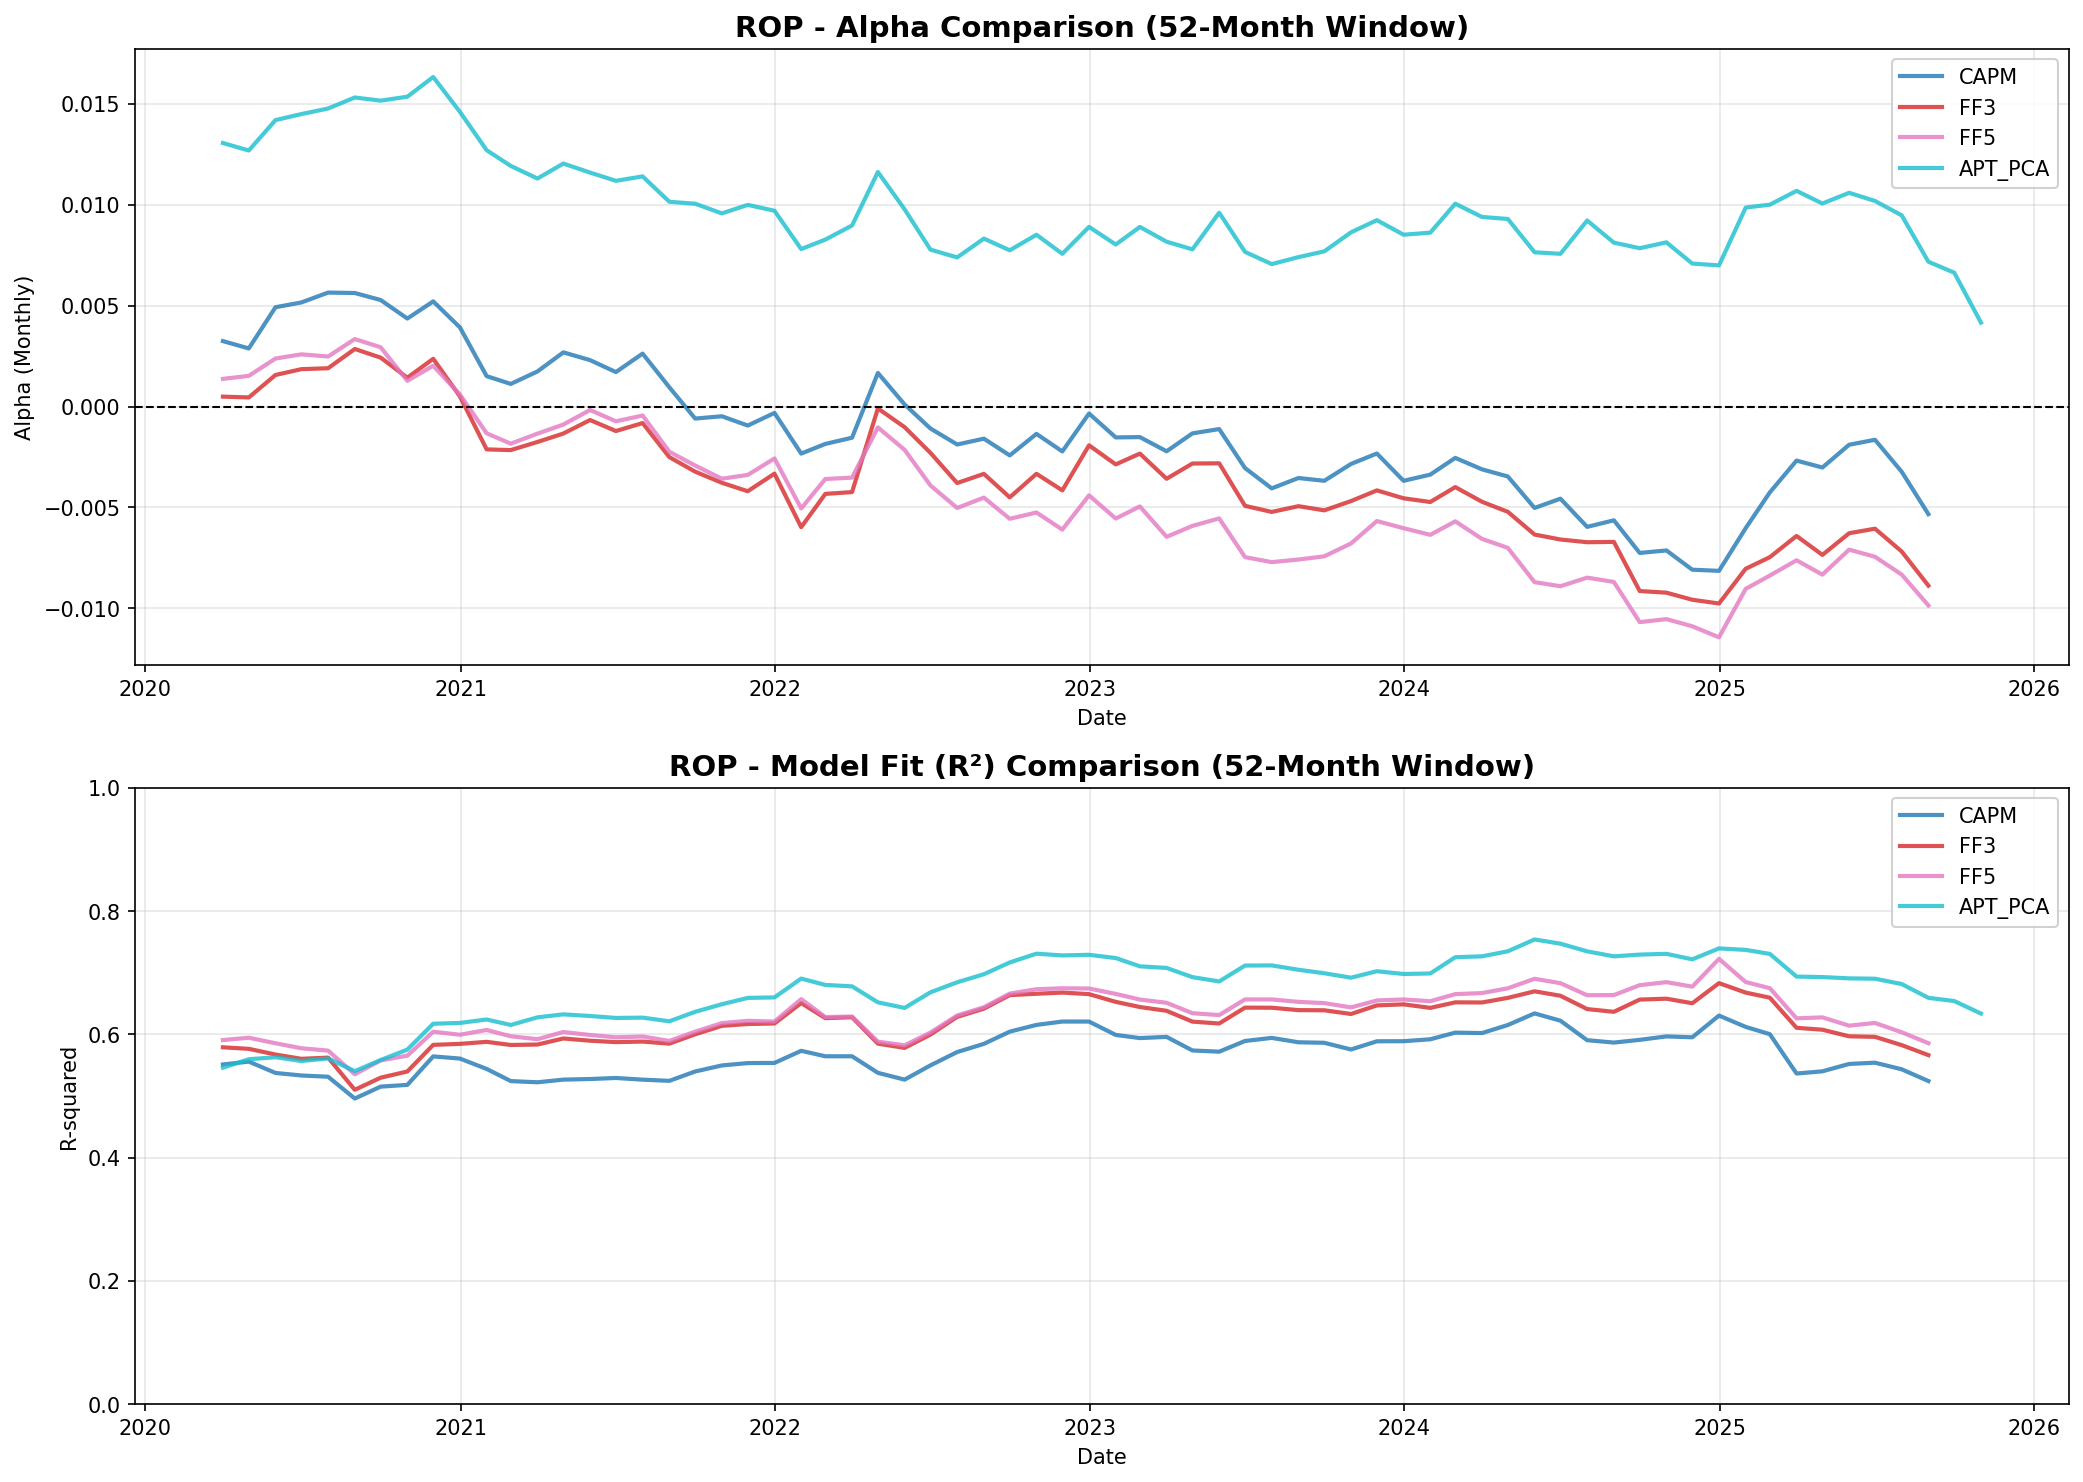 ROP - Alpha Comparison (52-Month Window)
CAPM
FF3
FF5
APT_PCA
Alpha (Monthly)
0.015
0.010
0.005
0.000
−0.005
−0.010
2020 2021 2022 2023 2024 2025 2026
Date
ROP - Model Fit (R²) Comparison (52-Month Window)
CAPM
FF3
FF5
APT_PCA
R-squared
1.0
0.8
0.6
0.4
0.2
0.0
2020 2021 2022 2023 2024 2025 2026
Date